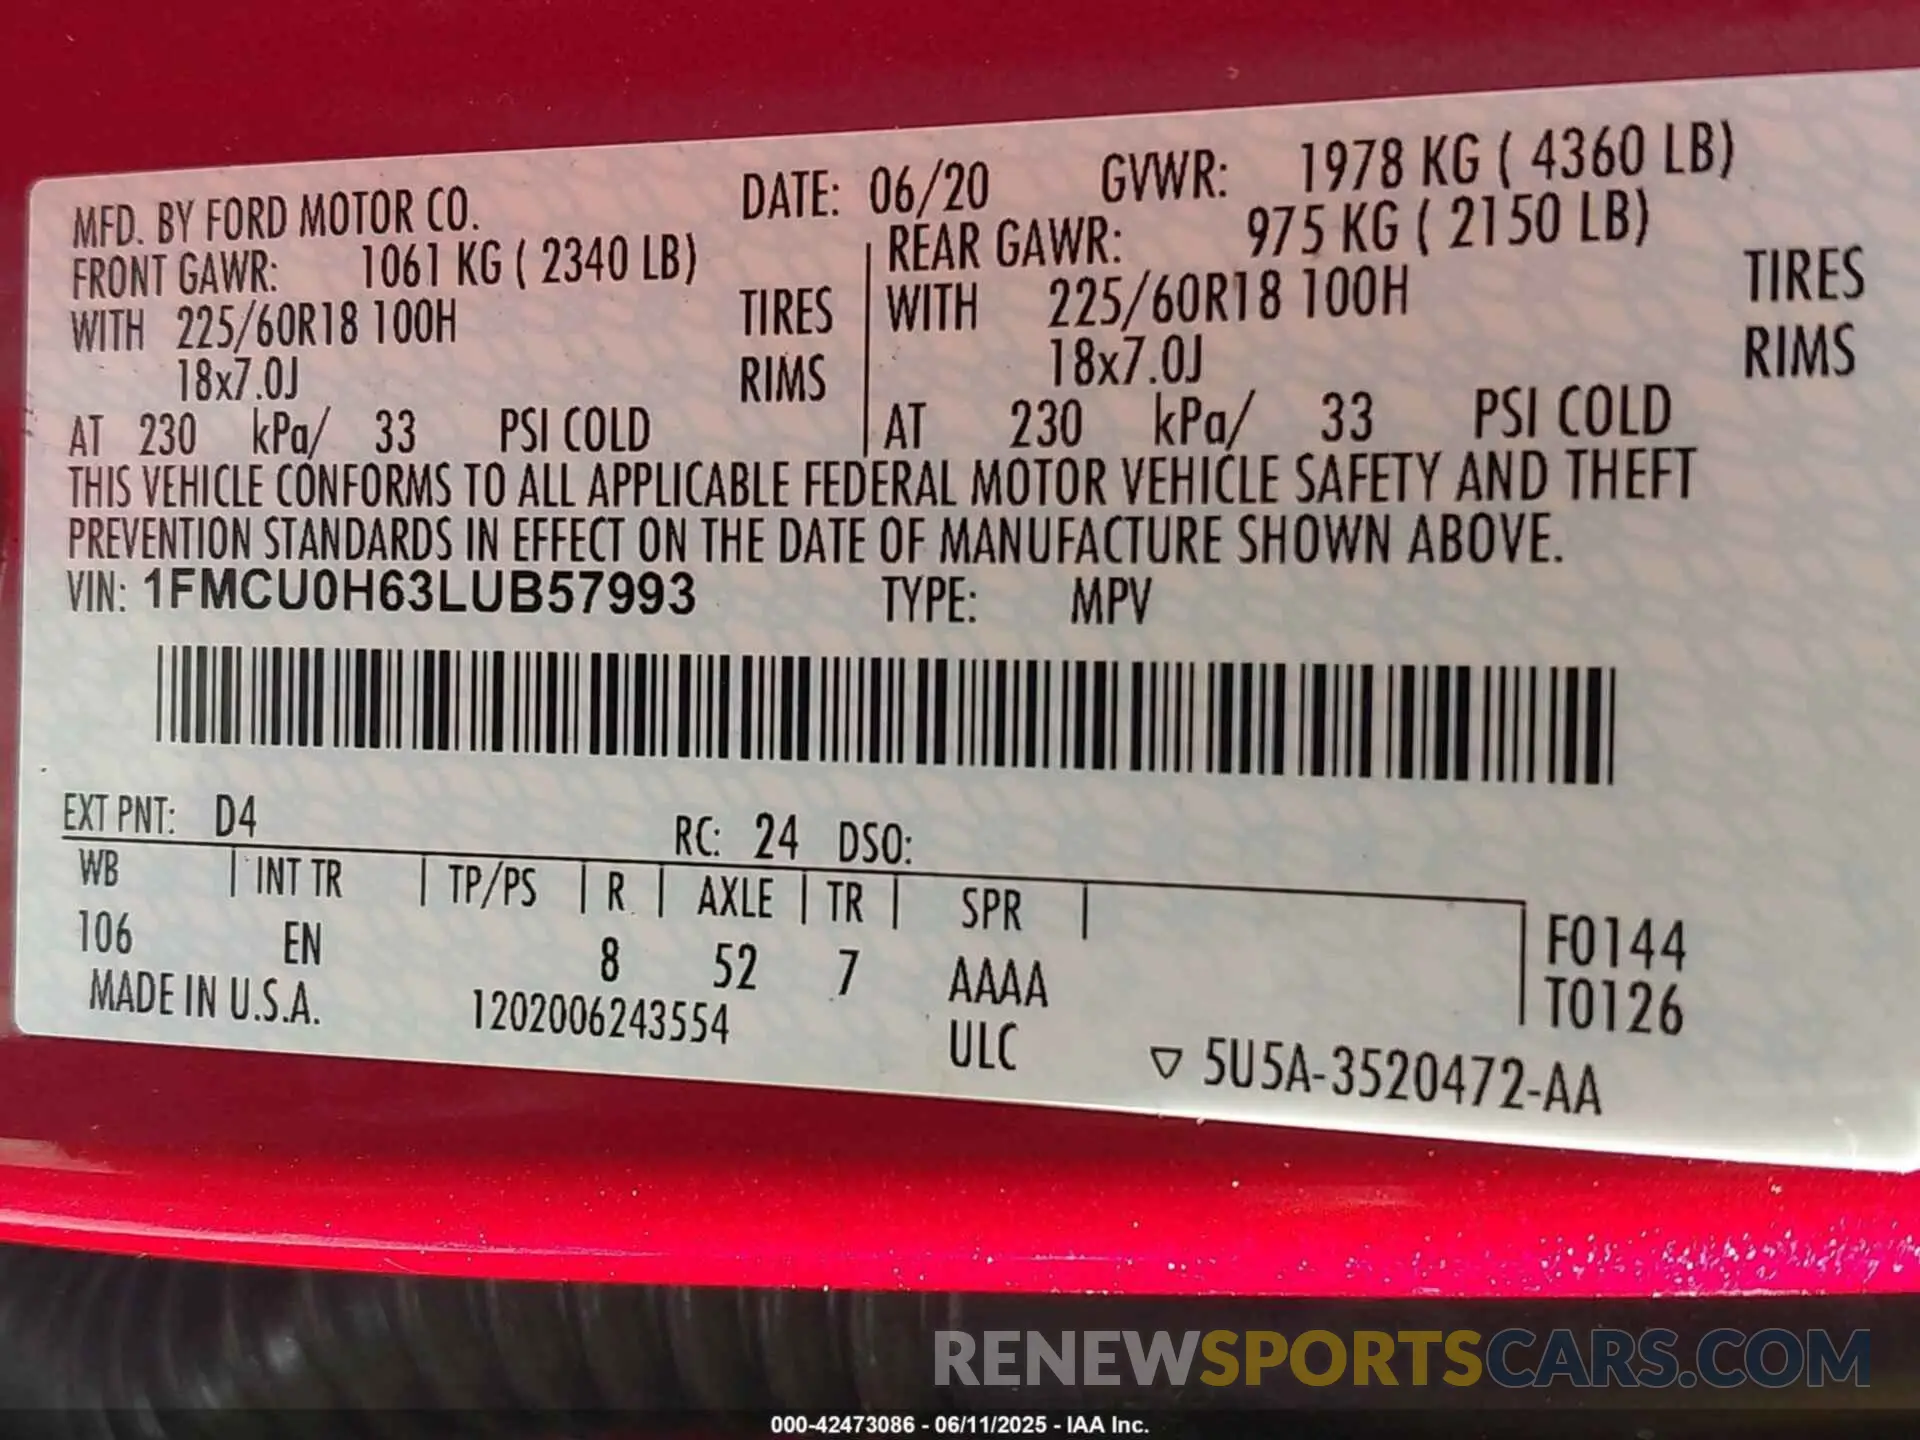 MFD. BY FORD MOTOR CO. DATE: 06/20 GVWR: 1978 KG ( 4360 LB)
FRONT GAWR: 1061 KG ( 2340 LB) REAR GAWR: 975 KG ( 2150 LB)
WITH 225/60R18 100H TIRES WITH 225/60R18 100H TIRES
18x7.0J RIMS 18x7.0J RIMS
AT 230 kPa/ 33 PSI COLD AT 230 kPa/ 33 PSI COLD
THIS VEHICLE CONFORMS TO ALL APPLICABLE FEDERAL MOTOR VEHICLE SAFETY AND THEFT
PREVENTION STANDARDS IN EFFECT ON THE DATE OF MANUFACTURE SHOWN ABOVE.
VIN: 1FMCU0H63LUB57993 TYPE: MPV
EXT PNT: D4 RC: 24 DSO:
WB INT TR TP/PS R AXLE TR SPR
106 EN 8 52 7 AAAA F0144
MADE IN U.S.A. 1202006243554 ULC T0126
▽ 5U5A-3520472-AA
RENEWSPORTSCARS.COM
000-42473086 - 06/11/2025 - IAA Inc.